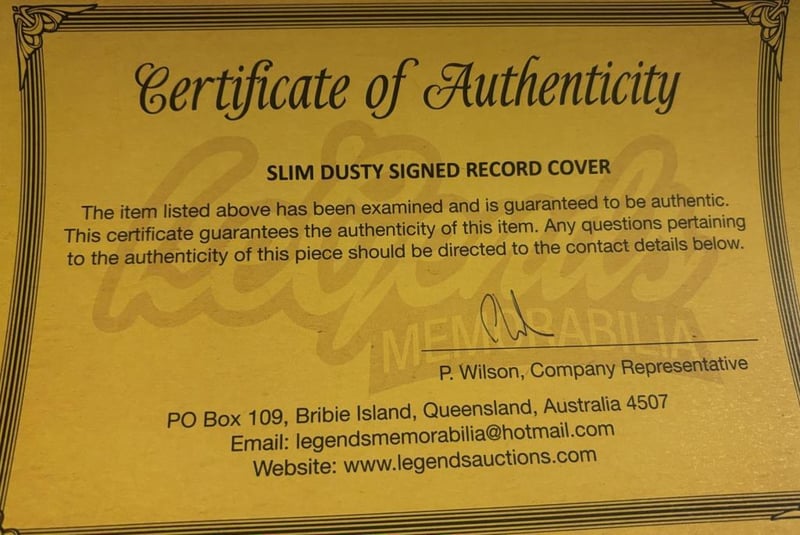 Certificate of Authenticity
SLIM DUSTY SIGNED RECORD COVER
The item listed above has been examined and is guaranteed to be authentic.
This certificate guarantees the authenticity of this item. Any questions pertaining
to the authenticity of this piece should be directed to the contact details below.
Legends
MEMORABILIA
P. Wilson, Company Representative
PO Box 109, Bribie Island, Queensland, Australia 4507
Email: legendsmemorabilia@hotmail.com
Website: www.legendsauctions.com